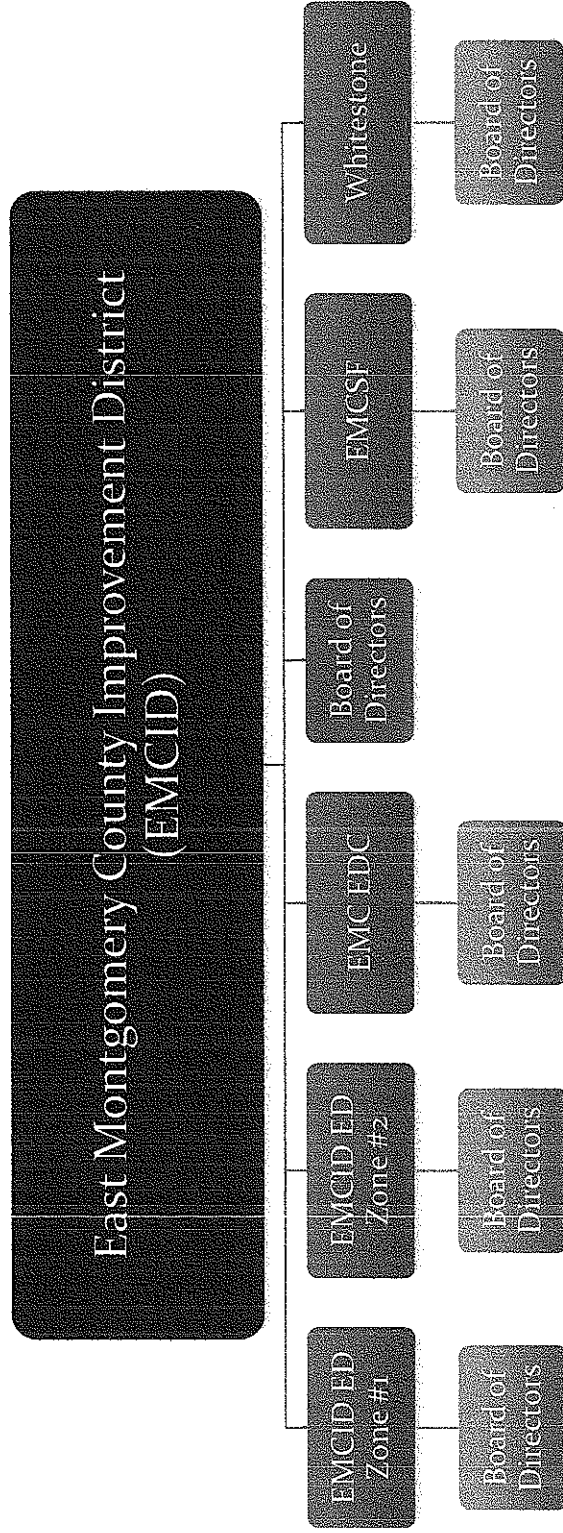 East Montgomery County Improvement District
(EMCID)
EMCID ED
Zone #1
EMCID ED
Zone #2
EMC EDC
Board of
Directors
EMCSF
Whitestone
Board of
Directors
Board of
Directors
Board of
Directors
Board of
Directors
Board of
Directors